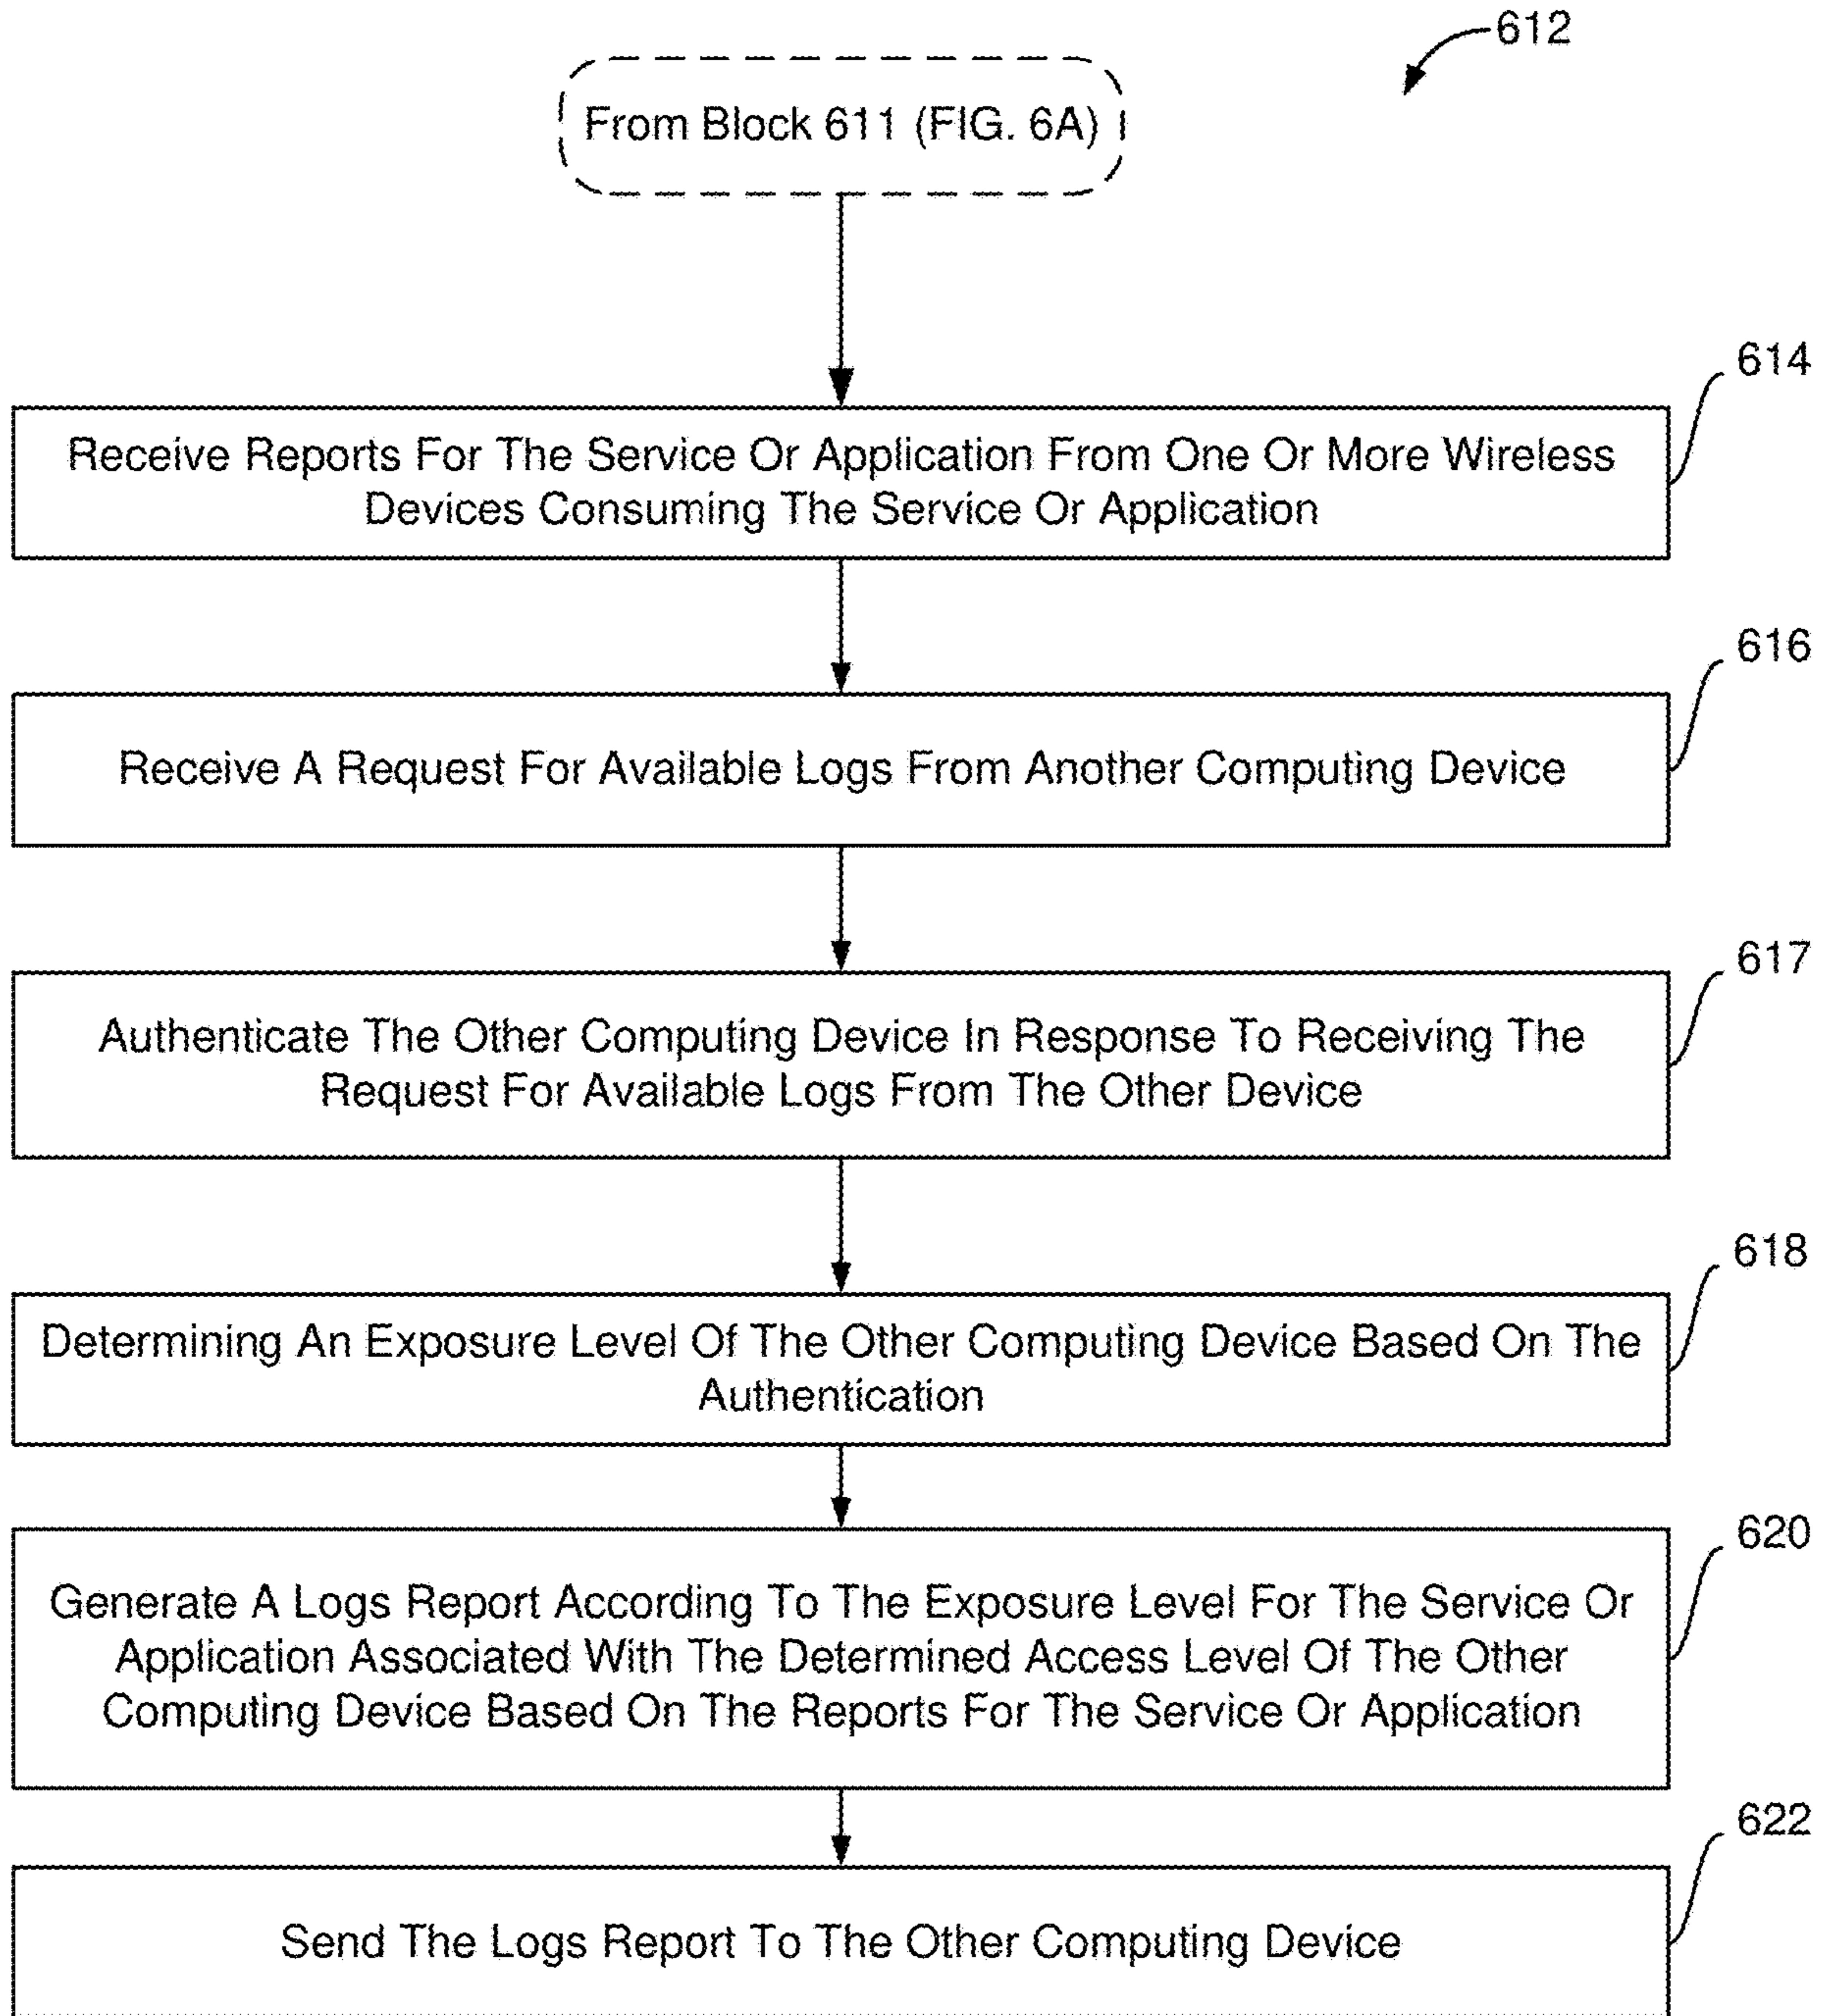 612
From Block 611 (FIG. 6A)
614
Receive Reports For The Service Or Application From One Or More Wireless
Devices Consuming The Service Or Application
616
Receive A Request For Available Logs From Another Computing Device
617
Authenticate The Other Computing Device In Response To Receiving The
Request For Available Logs From The Other Device
618
Determining An Exposure Level Of The Other Computing Device Based On The
Authentication
620
Generate A Logs Report According To The Exposure Level For The Service Or
Application Associated With The Determined Access Level Of The Other
Computing Device Based On The Reports For The Service Or Application
622
Send The Logs Report To The Other Computing Device